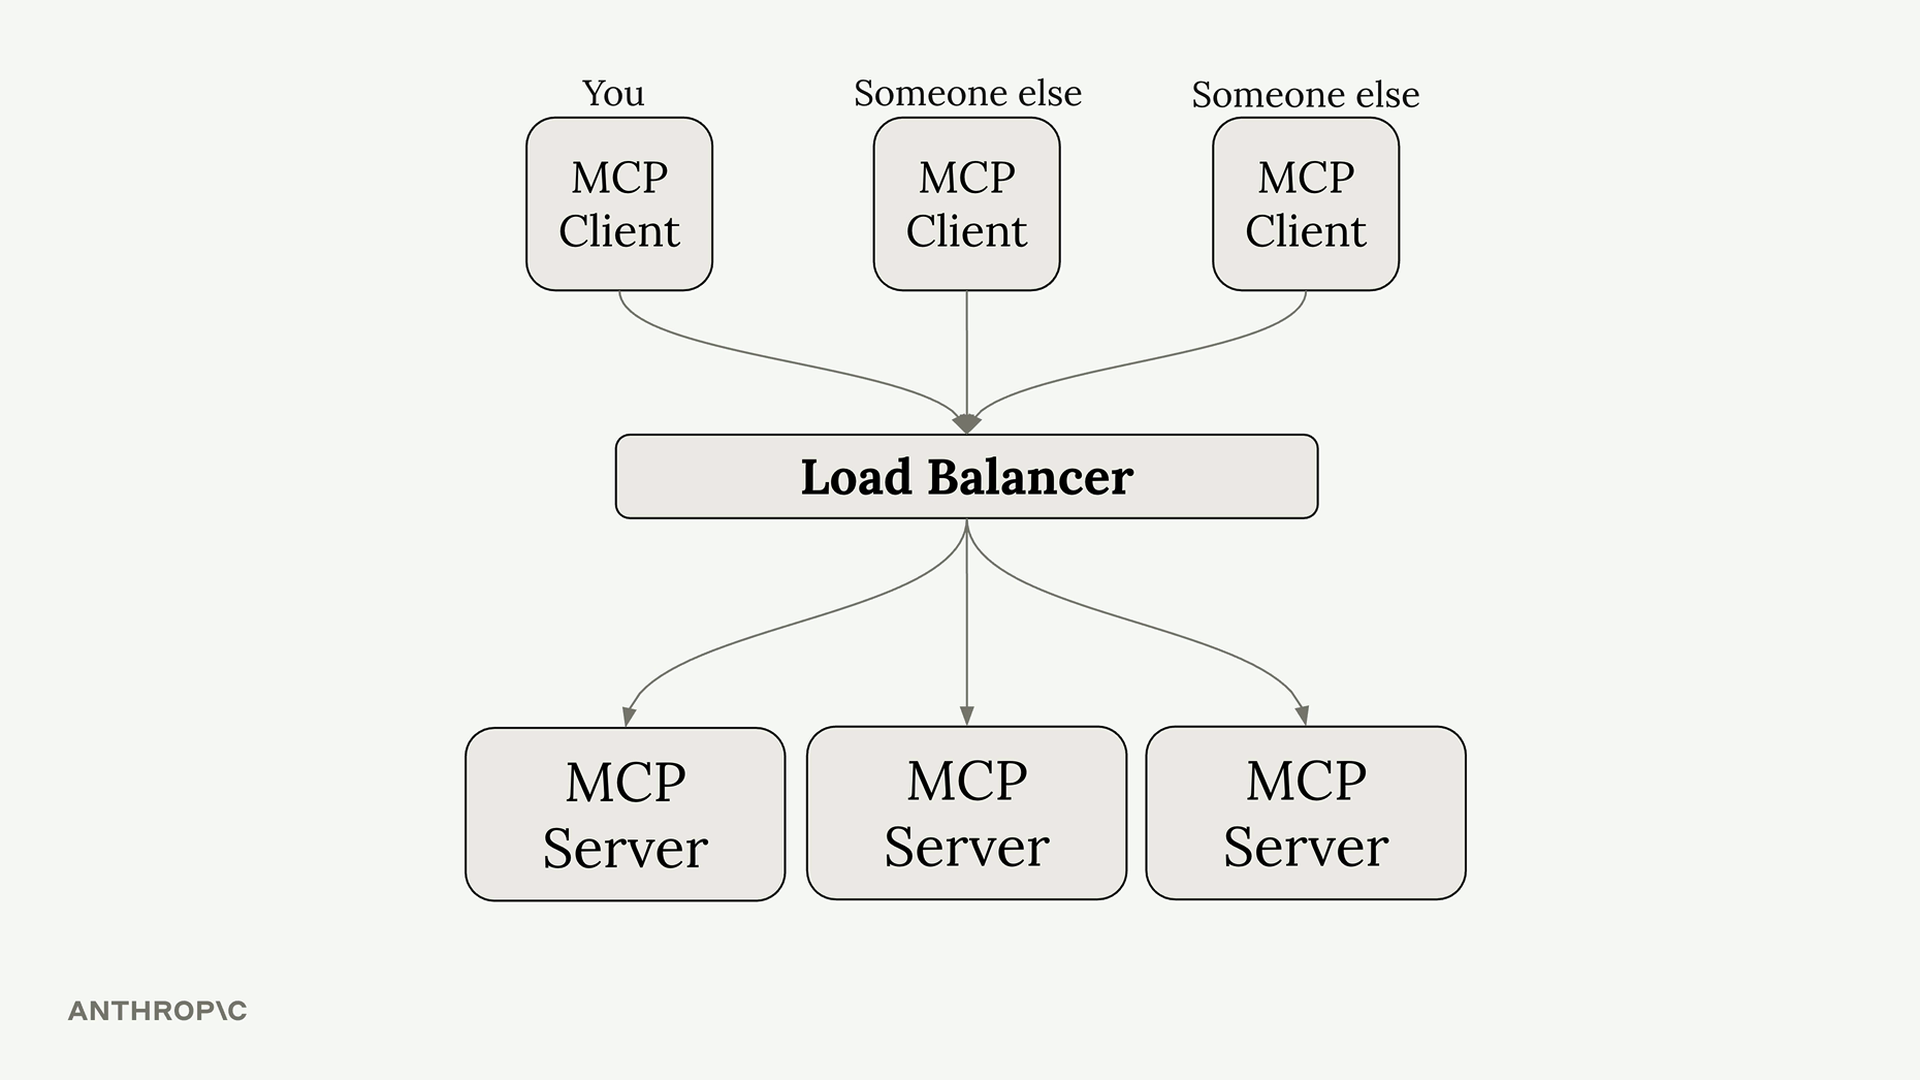 You
Someone else
Someone else
MCP
Client
MCP
Client
MCP
Client
Load Balancer
MCP
Server
MCP
Server
MCP
Server
ANTHROP\C